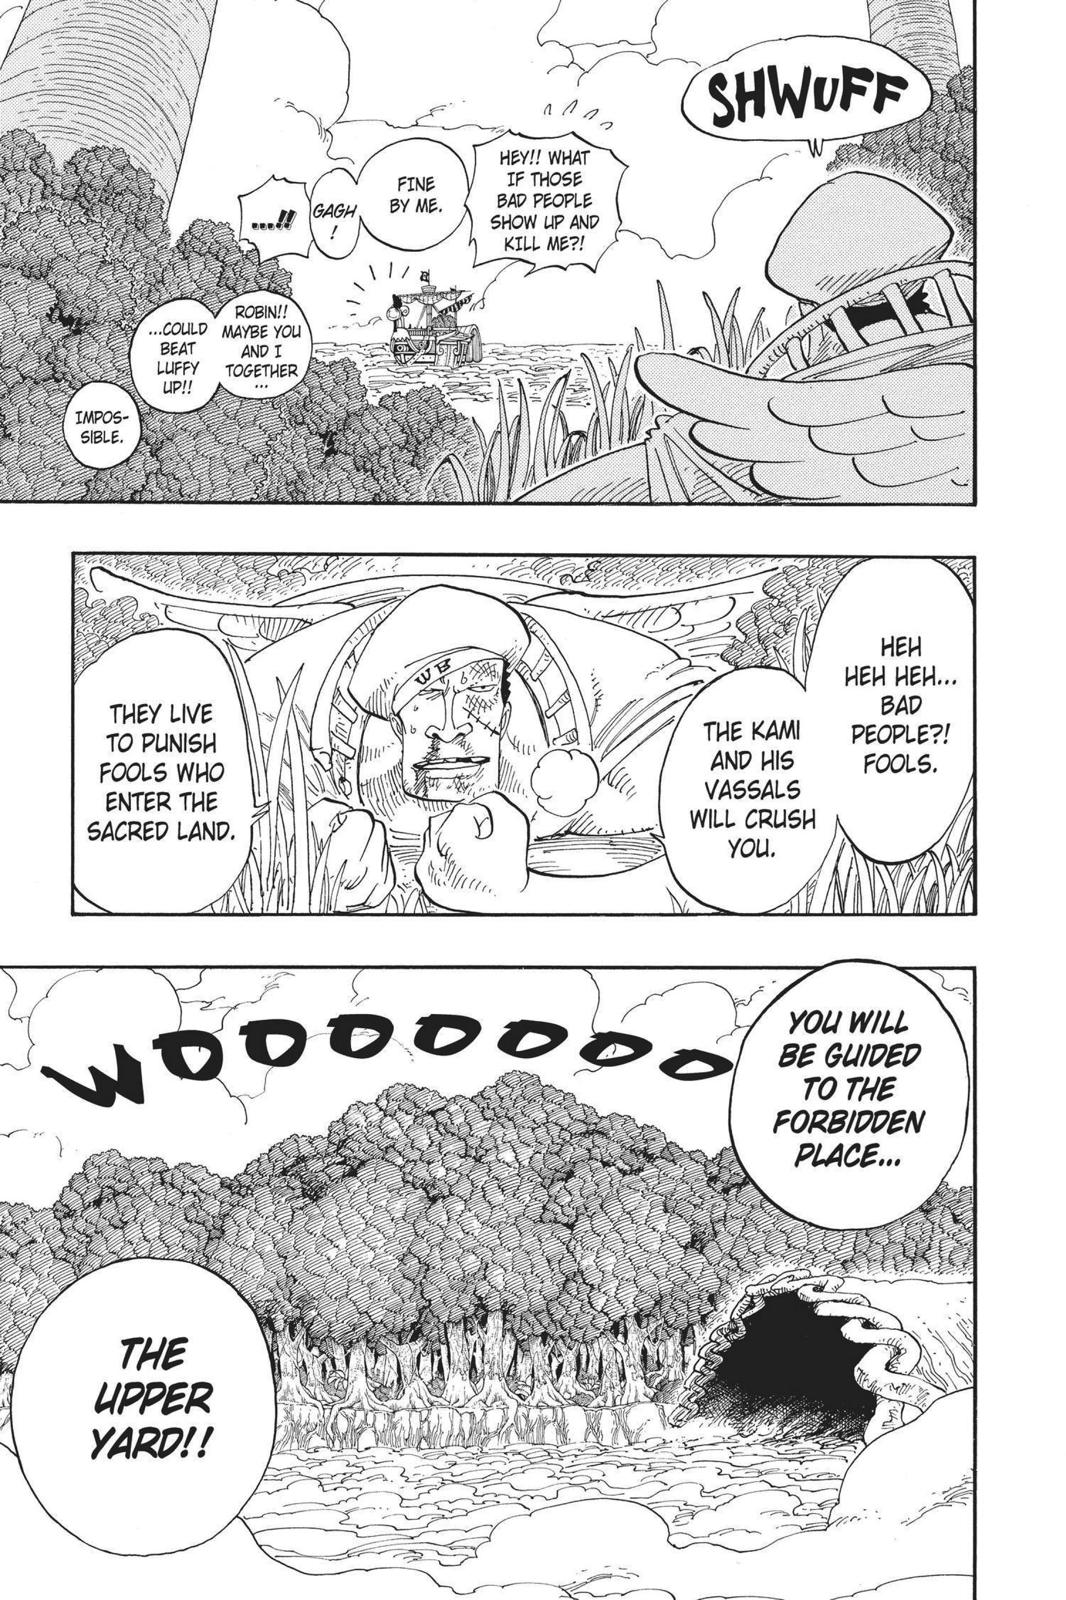 SHWUFF
HEY!! WHAT
IF THOSE
BAD PEOPLE
SHOW UP AND
KILL ME?!
FINE
BY ME.
GAGH
!
....!!
ROBIN!!
MAYBE YOU
AND I
TOGETHER
...
...COULD
BEAT
LUFFY
UP!!
IMPOS-
SIBLE.
HEH
HEH HEH...
BAD
PEOPLE?!
FOOLS.
THE KAMI
AND HIS
VASSALS
WILL CRUSH
YOU.
WB
THEY LIVE
TO PUNISH
FOOLS WHO
ENTER THE
SACRED LAND.
YOU WILL
BE GUIDED
TO THE
FORBIDDEN
PLACE...
WOOOOOOO
THE
UPPER
YARD!!